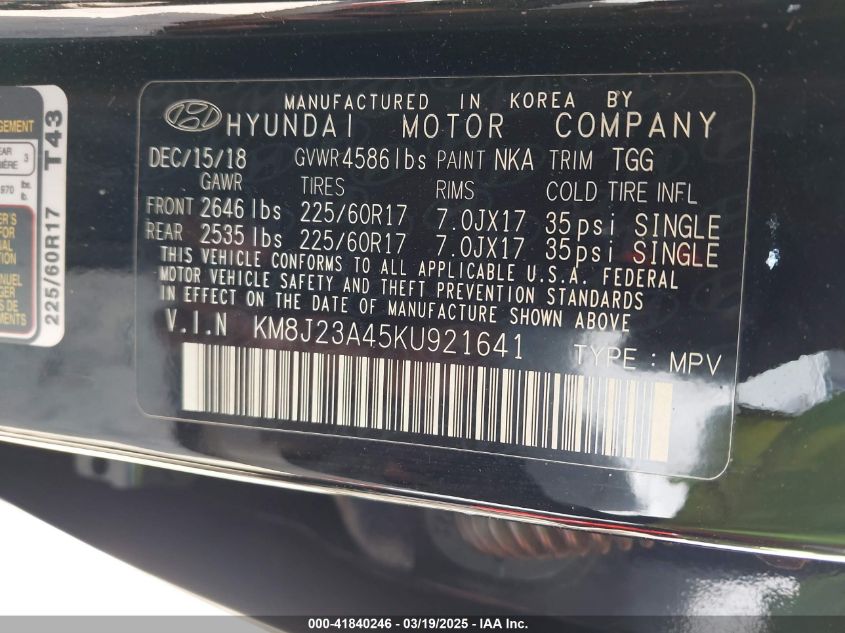 MANUFACTURED IN KOREA BY
HYUNDAI MOTOR COMPANY
DEC/15/18 GVWR 4586 lbs PAINT NKA TRIM TGG
GAWR TIRES RIMS COLD TIRE INFL
FRONT 2646 lbs 225/60R17 7.0JX17 35psi SINGLE
REAR 2535 lbs 225/60R17 7.0JX17 35psi SINGLE
THIS VEHICLE CONFORMS TO ALL APPLICABLE U.S.A. FEDERAL
MOTOR VEHICLE SAFETY AND THEFT PREVENTION STANDARDS
IN EFFECT ON THE DATE OF MANUFACTURE SHOWN ABOVE
V.I.N KM8J23A45KU921641 TYPE : MPV
225/60R17 T43
3
970
000-41840246 - 03/19/2025 - IAA Inc.